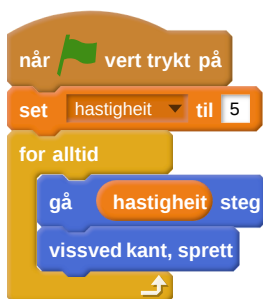 når vert trykt på
set hastigheit til 5
for alltid
gå hastigheit steg
vissved kant, sprett